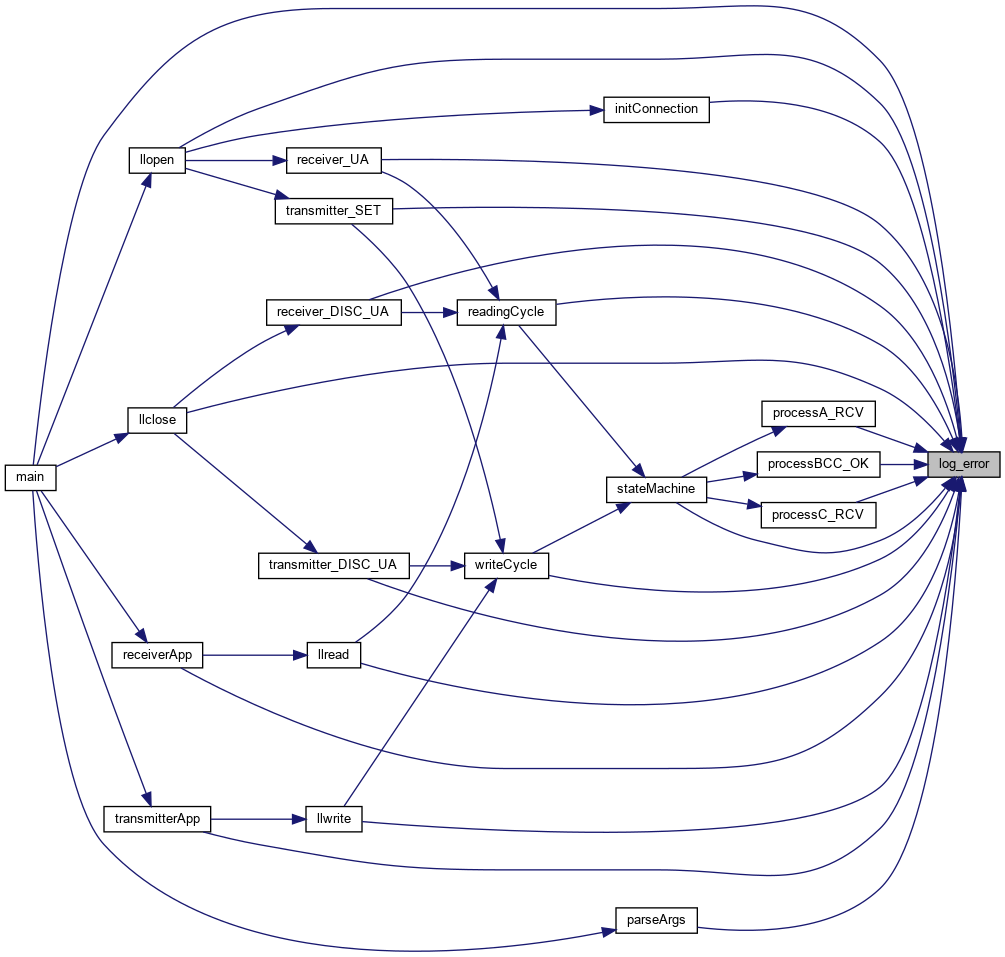 initConnection
llopen
receiver_UA
transmitter_SET
receiver_DISC_UA
readingCycle
processA_RCV
llclose
processBCC_OK
log_error
main
stateMachine
processC_RCV
transmitter_DISC_UA
writeCycle
receiverApp
llread
transmitterApp
llwrite
parseArgs